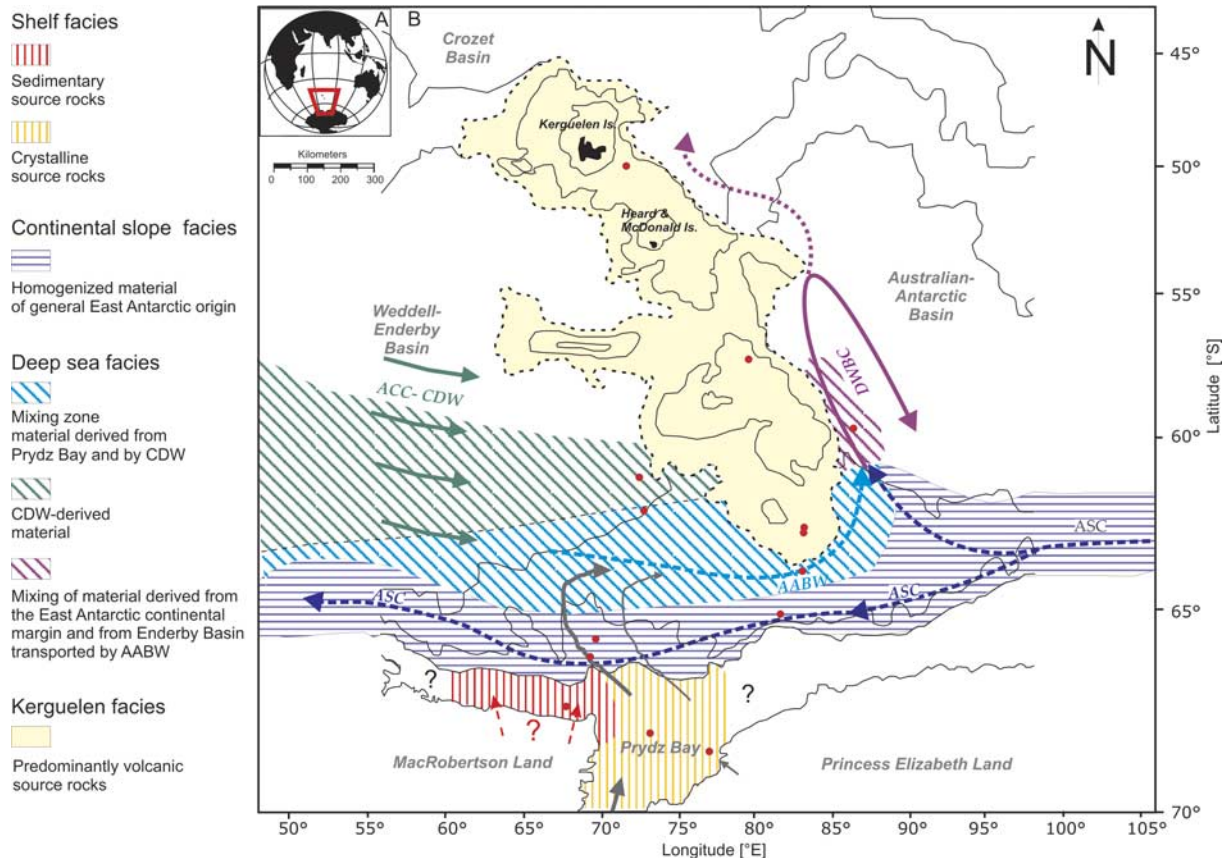 Shelf facies
Sedimentary
source rocks
Crystalline
source rocks
Continental slope facies
Homogenized material
of general East Antarctic origin
Deep sea facies
Mixing zone
material derived from
Prydz Bay and by CDW
CDW-derived
material
Mixing of material derived from
the East Antarctic continental
margin and from Enderby Basin
transported by AABW
Kerguelen facies
Predominantly volcanic
source rocks
A
B
Kilometers
0 100 200 300
Crozet
Basin
N
Kerguelen Is.
Heard &
McDonald Is.
Australian-
Antarctic
Basin
Weddell-
Enderby
Basin
ACC- CDW
DWBC
ASC
AABW
ASC
ASC
?
?
?
Prydz Bay
MacRobertson Land
Princess Elizabeth Land
45°
50°
55°
60°
65°
70°
Latitude [°S]
50° 55° 60° 65° 70° 75° 80° 85° 90° 95° 100° 105°
Longitude [°E]